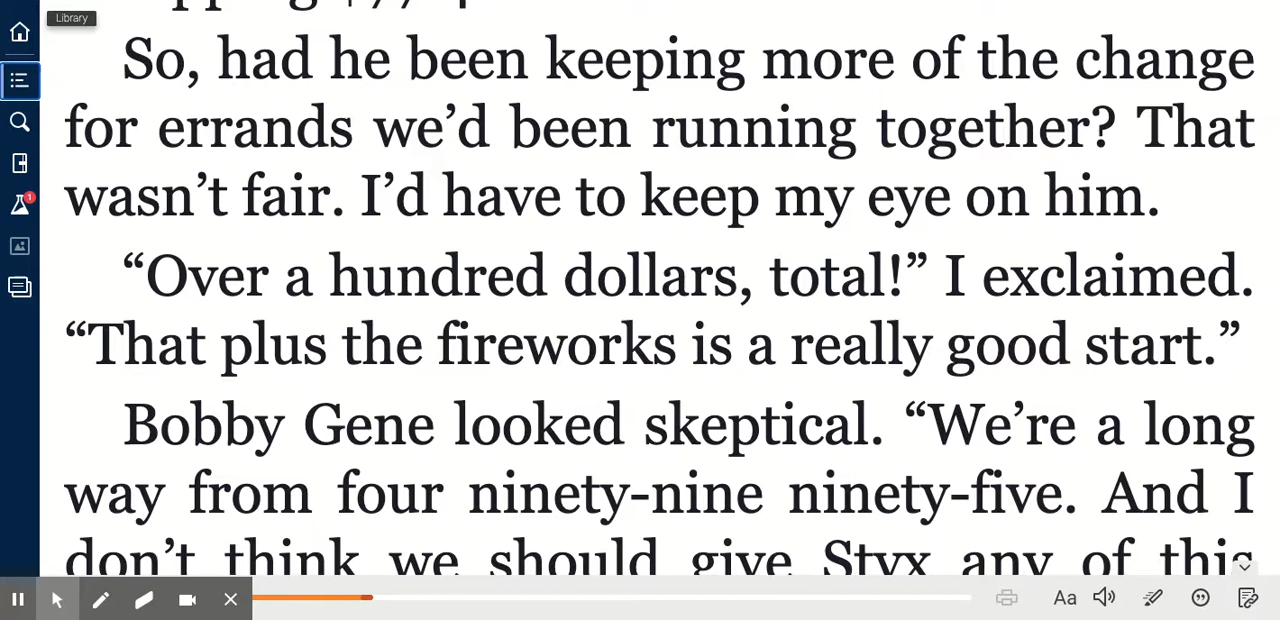 Library
So, had he been keeping more of the change
for errands we’d been running together? That
wasn’t fair. I’d have to keep my eye on him.
“Over a hundred dollars, total!” I exclaimed.
“That plus the fireworks is a really good start.”
Bobby Gene looked skeptical. “We’re a long
way from four ninety-nine ninety-five. And I
don’t think we should give Styx any of this
1
Aa